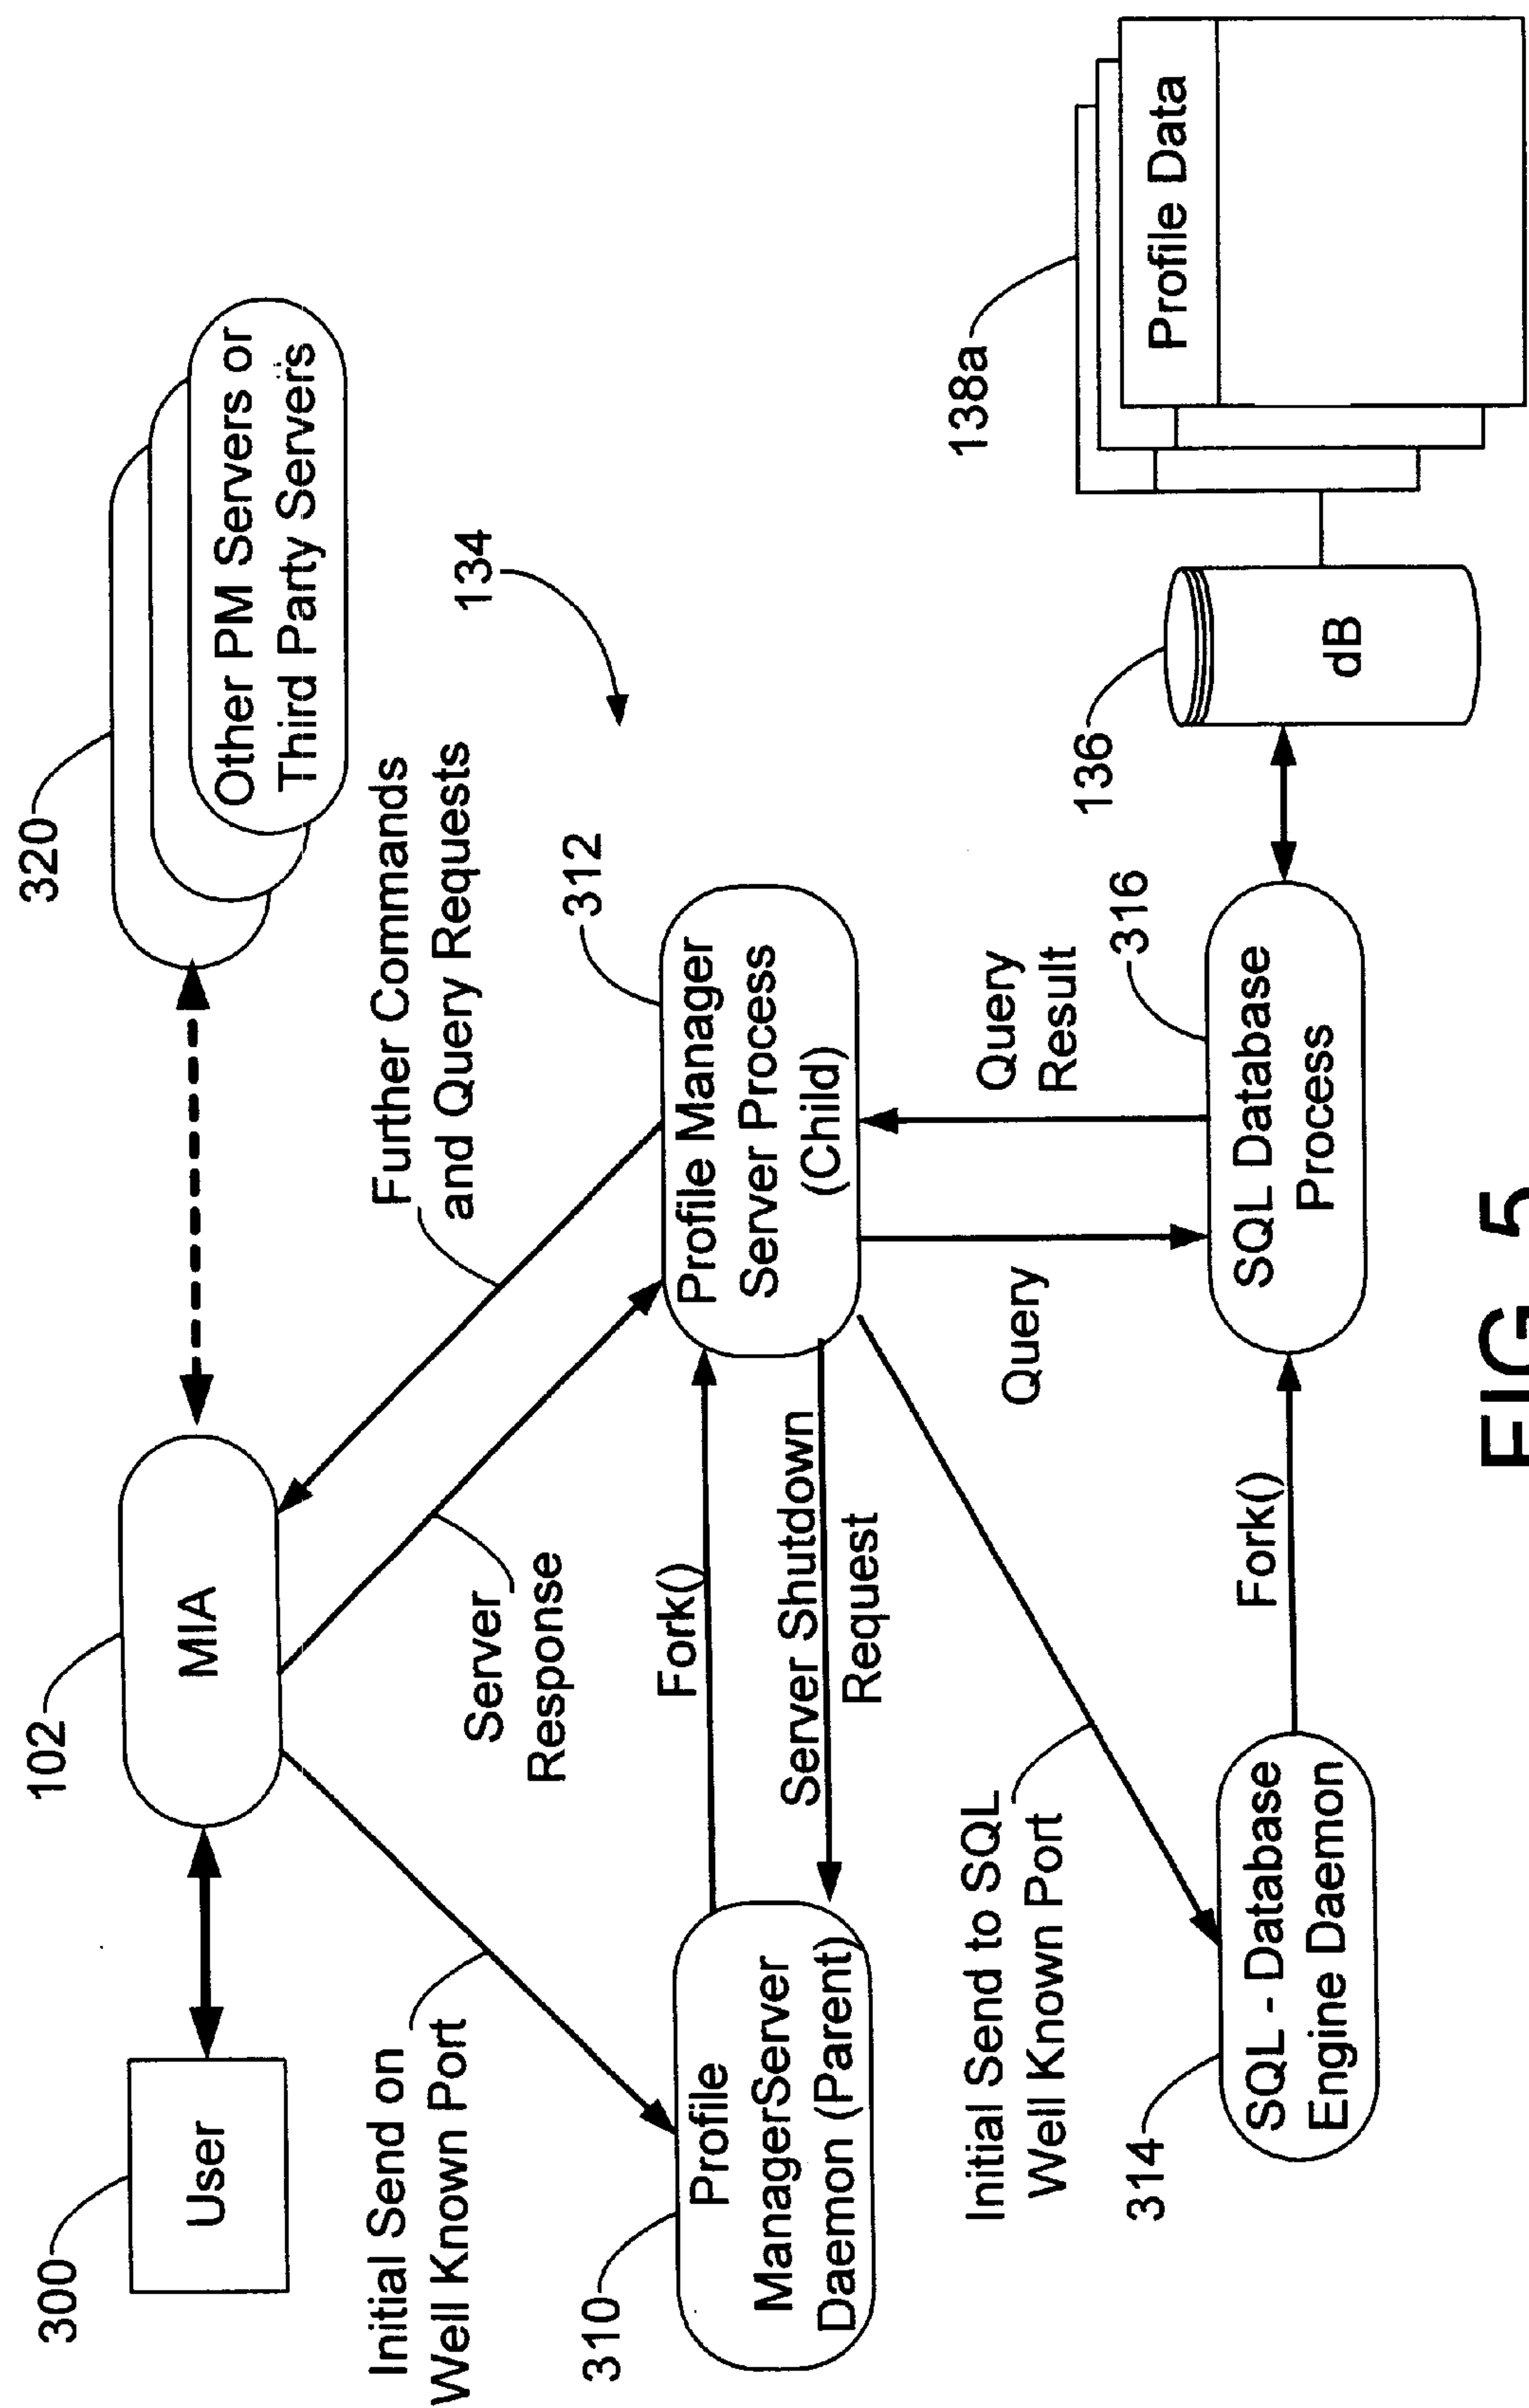 300
User
102
MIA
320
Other PM Servers or
Third Party Servers
Initial Send on
Well Known Port
Server
Response
Further Commands
and Query Requests
134
310
Profile
ManagerServer
Daemon (Parent)
Fork()
Server Shutdown
Request
312
Profile Manager
Server Process
(Child)
Initial Send to SQL
Well Known Port
Query
Query
Result
314
SQL - Database
Engine Daemon
Fork()
316
SQL Database
Process
136
dB
138a
Profile Data
FIG. 5